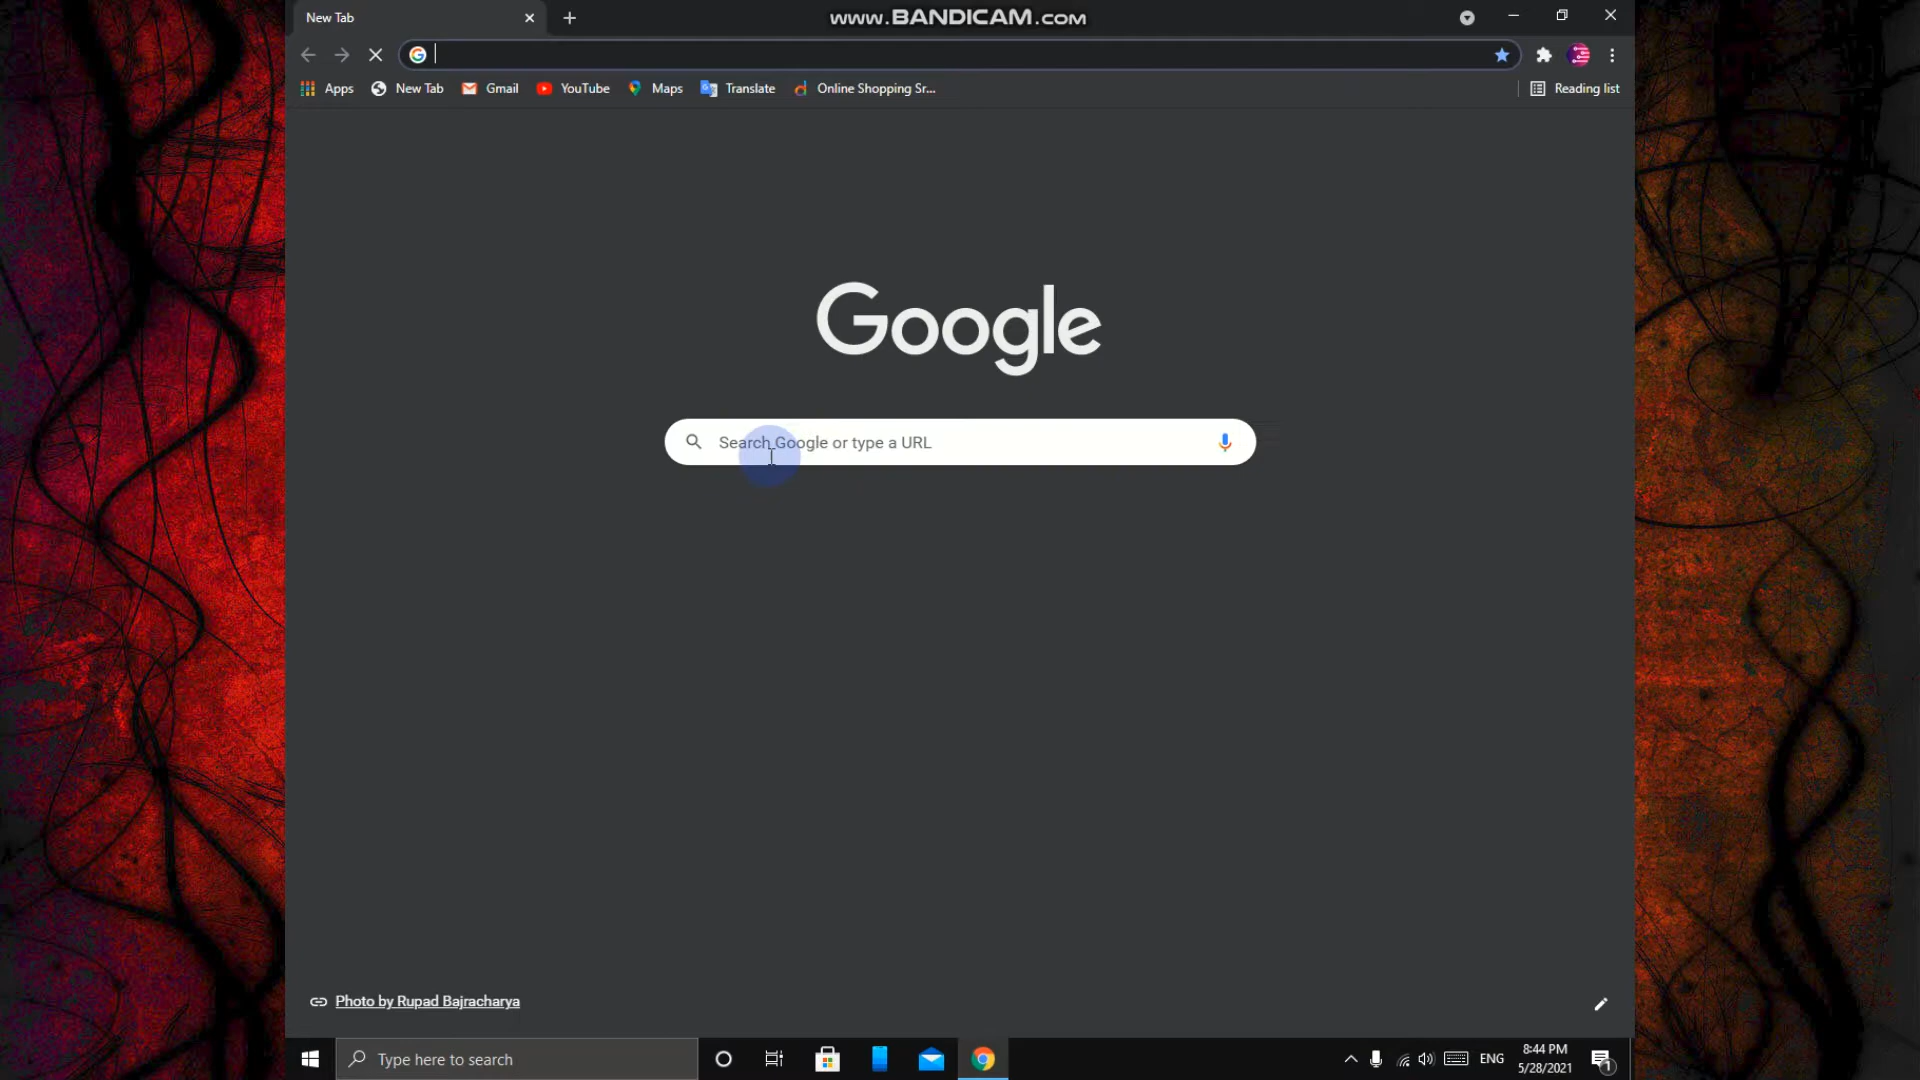 New Tab
www.BANDICAM.com
Apps
New Tab
Gmail
YouTube
Maps
Translate
Online Shopping Sr...
Reading list
Google
Search Google or type a URL
Photo by Rupad Bajracharya
Type here to search
ENG
8:44 PM
5/28/2021
1